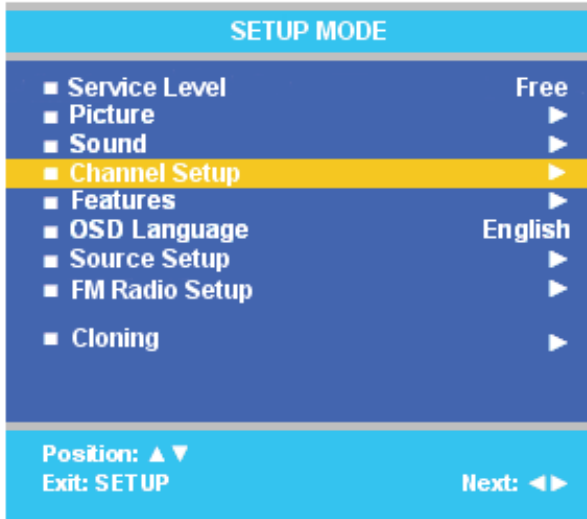 SETUP MODE
■ Service Level Free
■ Picture ▶
■ Sound ▶
■ Channel Setup ▶
■ Features ▶
■ OSD Language English
■ Source Setup ▶
■ FM Radio Setup ▶
■ Cloning ▶
Position: ▲▼
Exit: SETUP Next: ◀▶